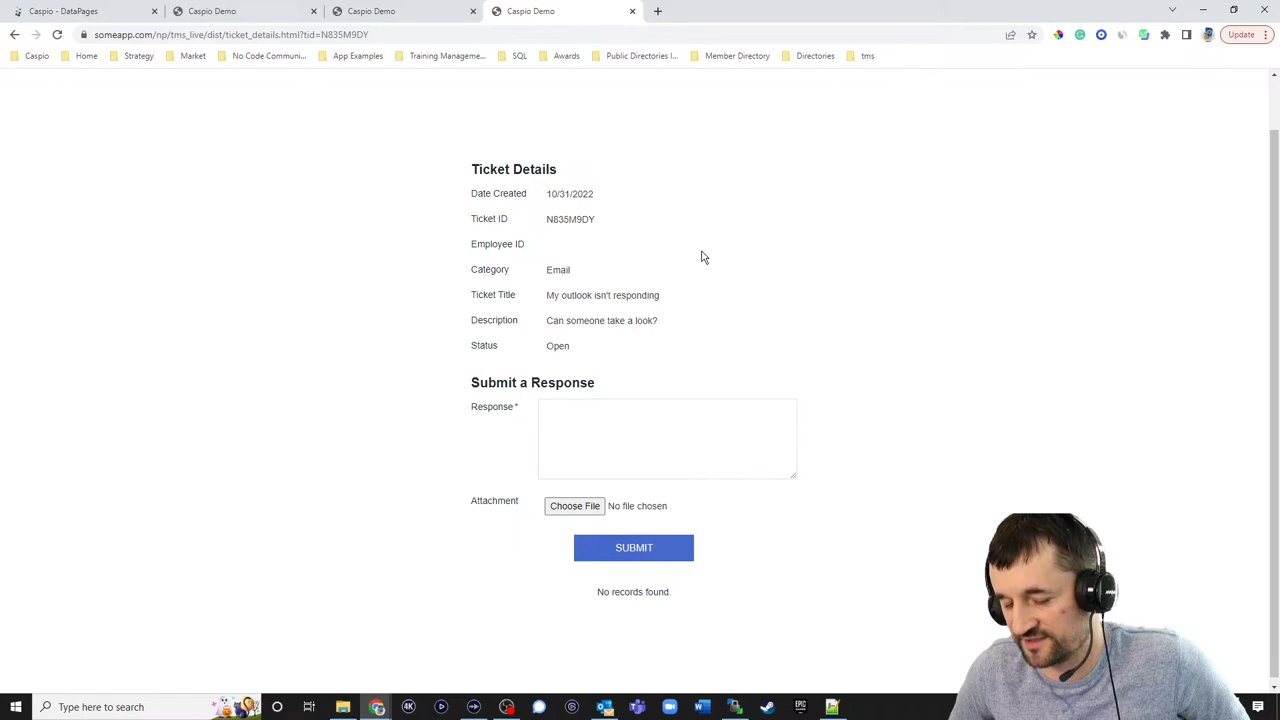 Caspio - DataPages
Caspio Demo
Caspio Demo
Caspio Demo
someapp.com/np/tms_live/dist/ticket_details.html?tid=N835M9DY
Update
Caspio
Home
Strategy
Market
No Code Communi...
App Examples
Training Manageme...
SQL
Awards
Public Directories I...
Member Directory
Directories
tms
Ticket Details
Date Created 10/31/2022
Ticket ID N835M9DY
Employee ID
Category Email
Ticket Title My outlook isn't responding
Description Can someone take a look?
Status Open
Submit a Response
Response *
Attachment Choose File No file chosen
SUBMIT
No records found.
Type here to search
4K